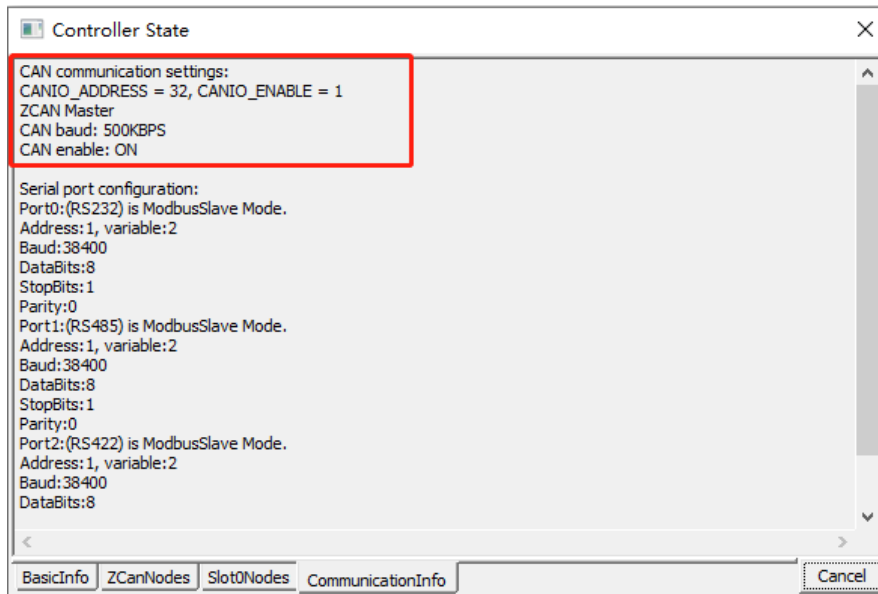 Controller State
CAN communication settings:
CANIO_ADDRESS = 32, CANIO_ENABLE = 1
ZCAN Master
CAN baud: 500KBPS
CAN enable: ON
Serial port configuration:
Port0:(RS232) is ModbusSlave Mode.
Address:1, variable:2
Baud:38400
DataBits:8
StopBits:1
Parity:0
Port1:(RS485) is ModbusSlave Mode.
Address:1, variable:2
Baud:38400
DataBits:8
StopBits:1
Parity:0
Port2:(RS422) is ModbusSlave Mode.
Address:1, variable:2
Baud:38400
DataBits:8
BasicInfo ZCanNodes Slot0Nodes CommunicationInfo Cancel